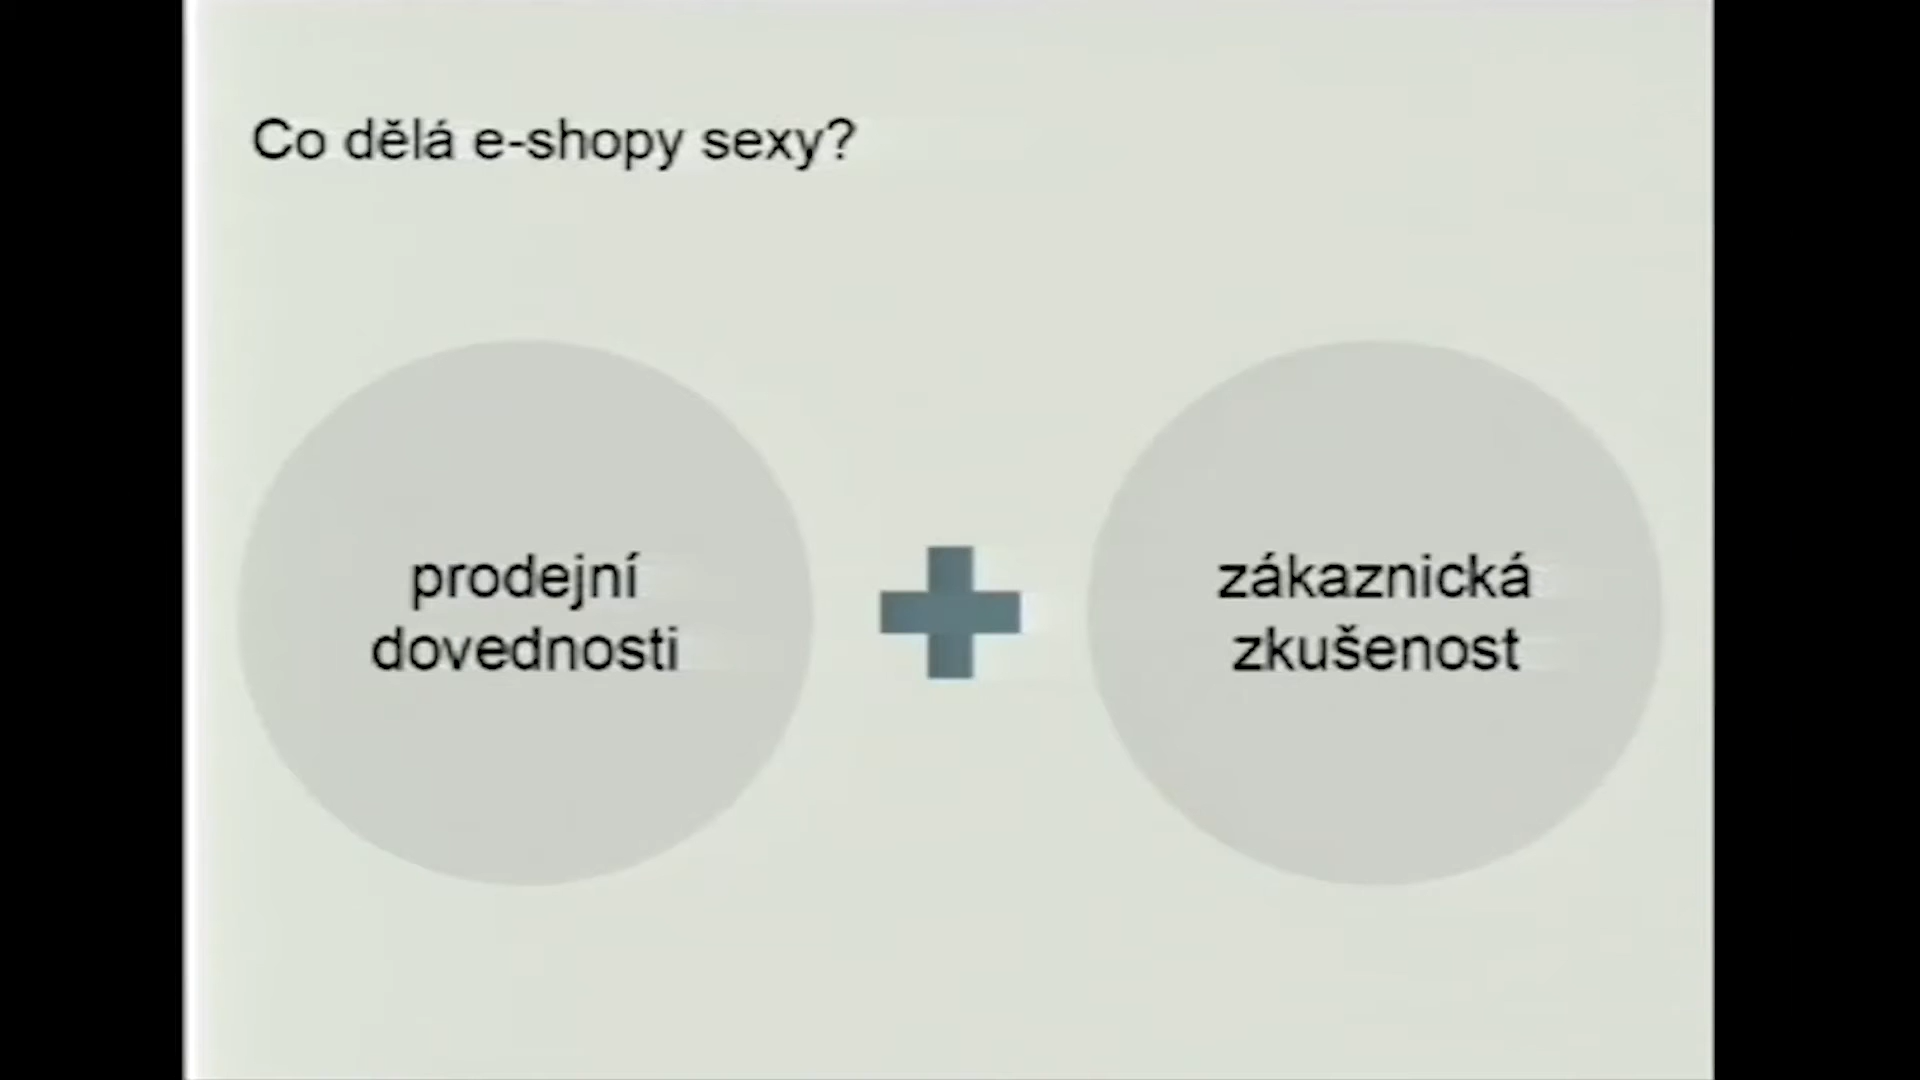 Co dělá e-shopy sexy?
prodejní
dovednosti
zákaznická
zkušenost